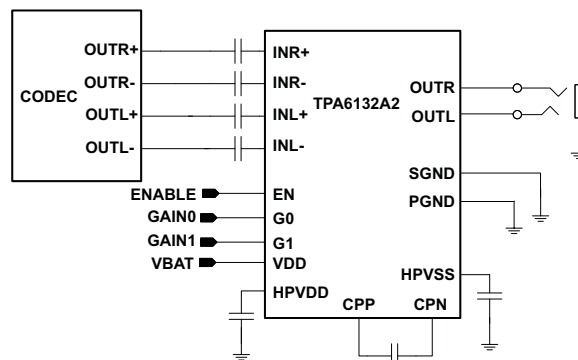 OUTR+
INR+
OUTR-
INR-
OUTR
CODEC
TPA6132A2
OUTL+
INL+
OUTL
OUTL-
INL-
SGND
ENABLE
EN
PGND
GAIN0
G0
GAIN1
G1
VBAT
VDD
HPVSS
HPVDD
CPP
CPN